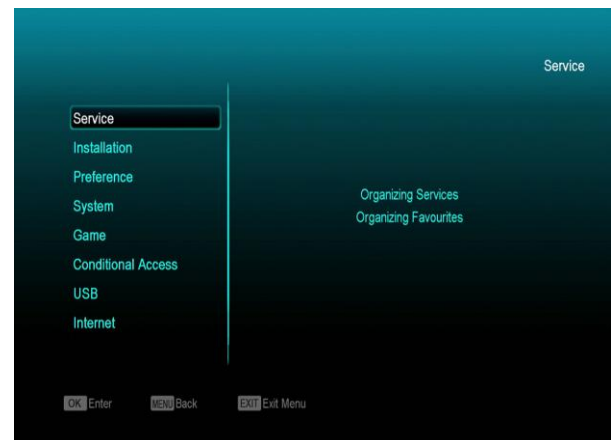 Service
Service
Installation
Preference
System
Game
Conditional Access
USB
Internet
Organizing Services
Organizing Favourites
OK Enter MENU Back EXIT Exit Menu